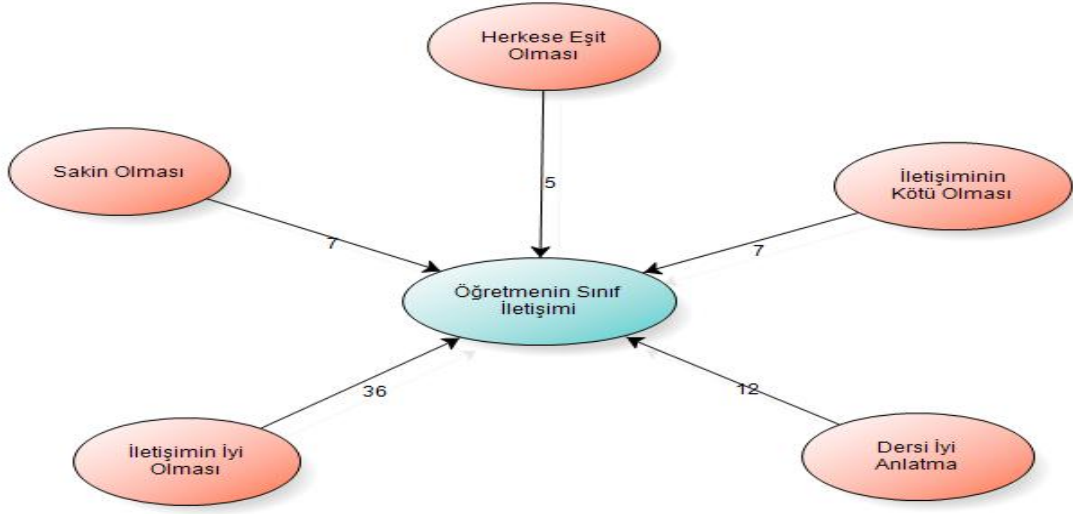 Herkese Eşit
Olması
Sakin Olması
5
İletişiminin
Kötü Olması
7
7
Öğretmenin Sınıf
İletişimi
36
12
İletişimin İyi
Olması
Dersi İyi
Anlatma